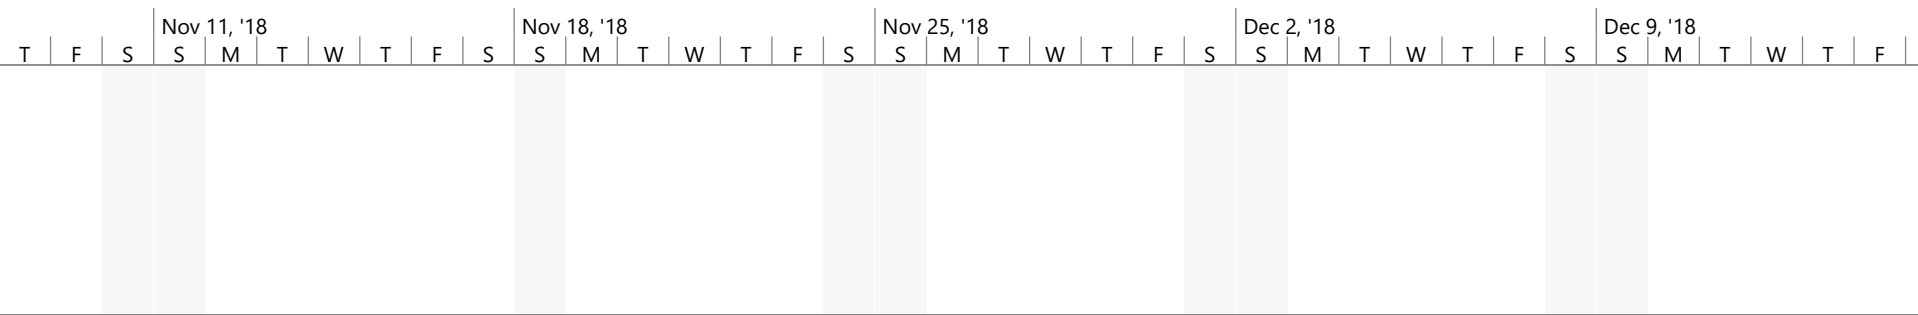 Nov 11, '18 Nov 18, '18 Nov 25, '18 Dec 2, '18 Dec 9, '18
T F S S M T W T F S S M T W T F S S M T W T F S S M T W T F S S M T W T F